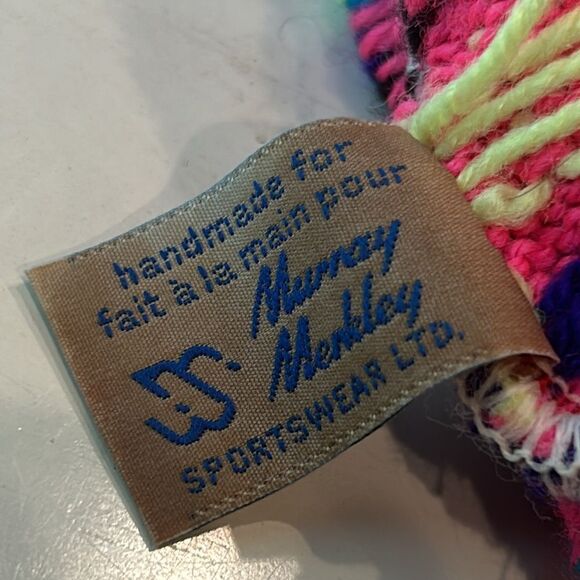 handmade for
fait à la main pour
Murray
Merkley
SPORTSWEAR LTD.